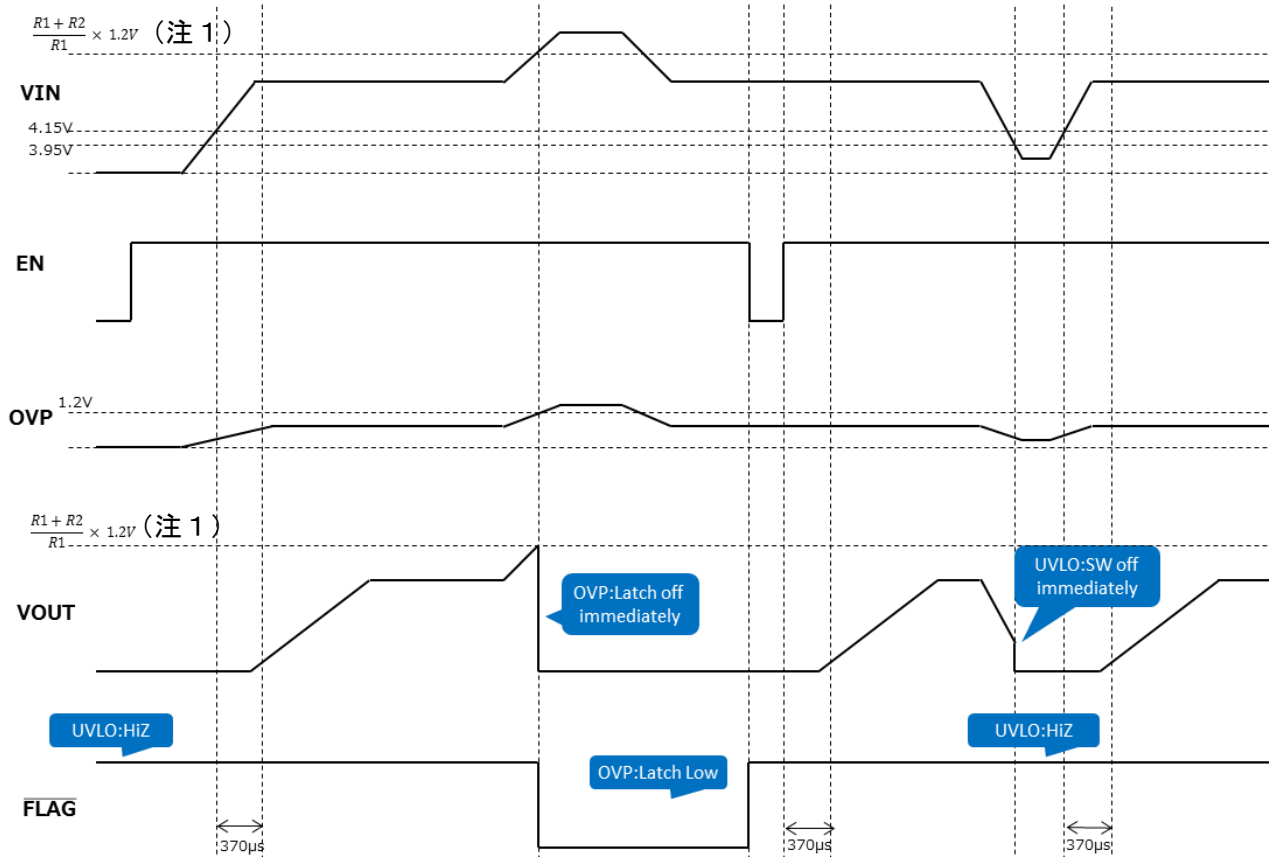 R1 + R2
R1
× 1.2V (注1)
VIN
4.15V
3.95V
EN
1.2V
OVP
R1 + R2
R1
× 1.2V (注1)
OVP:Latch off
immediately
UVLO:SW off
immediately
VOUT
UVLO:HiZ
UVLO:HiZ
OVP:Latch Low
FLAG
370μs
370μs
370μs